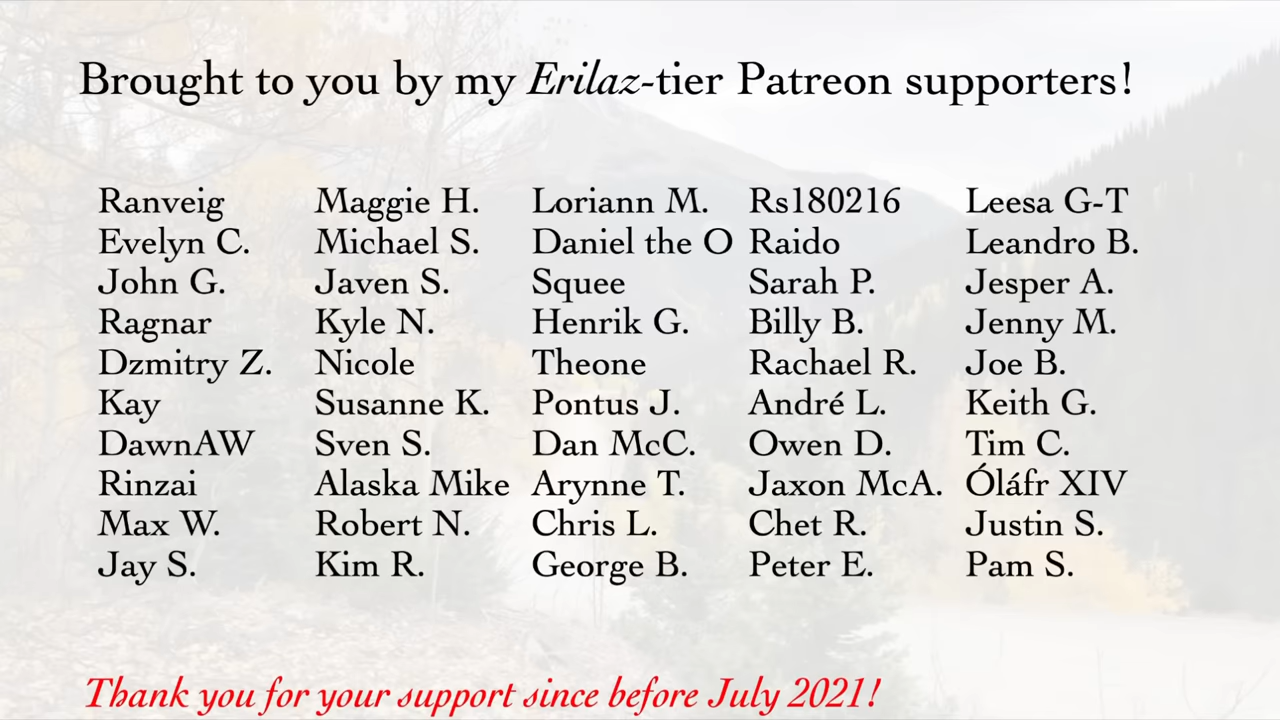 Brought to you by my Erilaz-tier Patreon supporters!
Ranveig Maggie H. Loriann M. Rs180216 Leesa G-T
Evelyn C. Michael S. Daniel the O Raido Leandro B.
John G. Javen S. Squee Sarah P. Jesper A.
Ragnar Kyle N. Henrik G. Billy B. Jenny M.
Dzmitry Z. Nicole Theone Rachael R. Joe B.
Kay Susanne K. Pontus J. André L. Keith G.
DawnAW Sven S. Dan McC. Owen D. Tim C.
Rinzai Alaska Mike Arynne T. Jaxon McA. Óláfr XIV
Max W. Robert N. Chris L. Chet R. Justin S.
Jay S. Kim R. George B. Peter E. Pam S.
Thank you for your support since before July 2021!